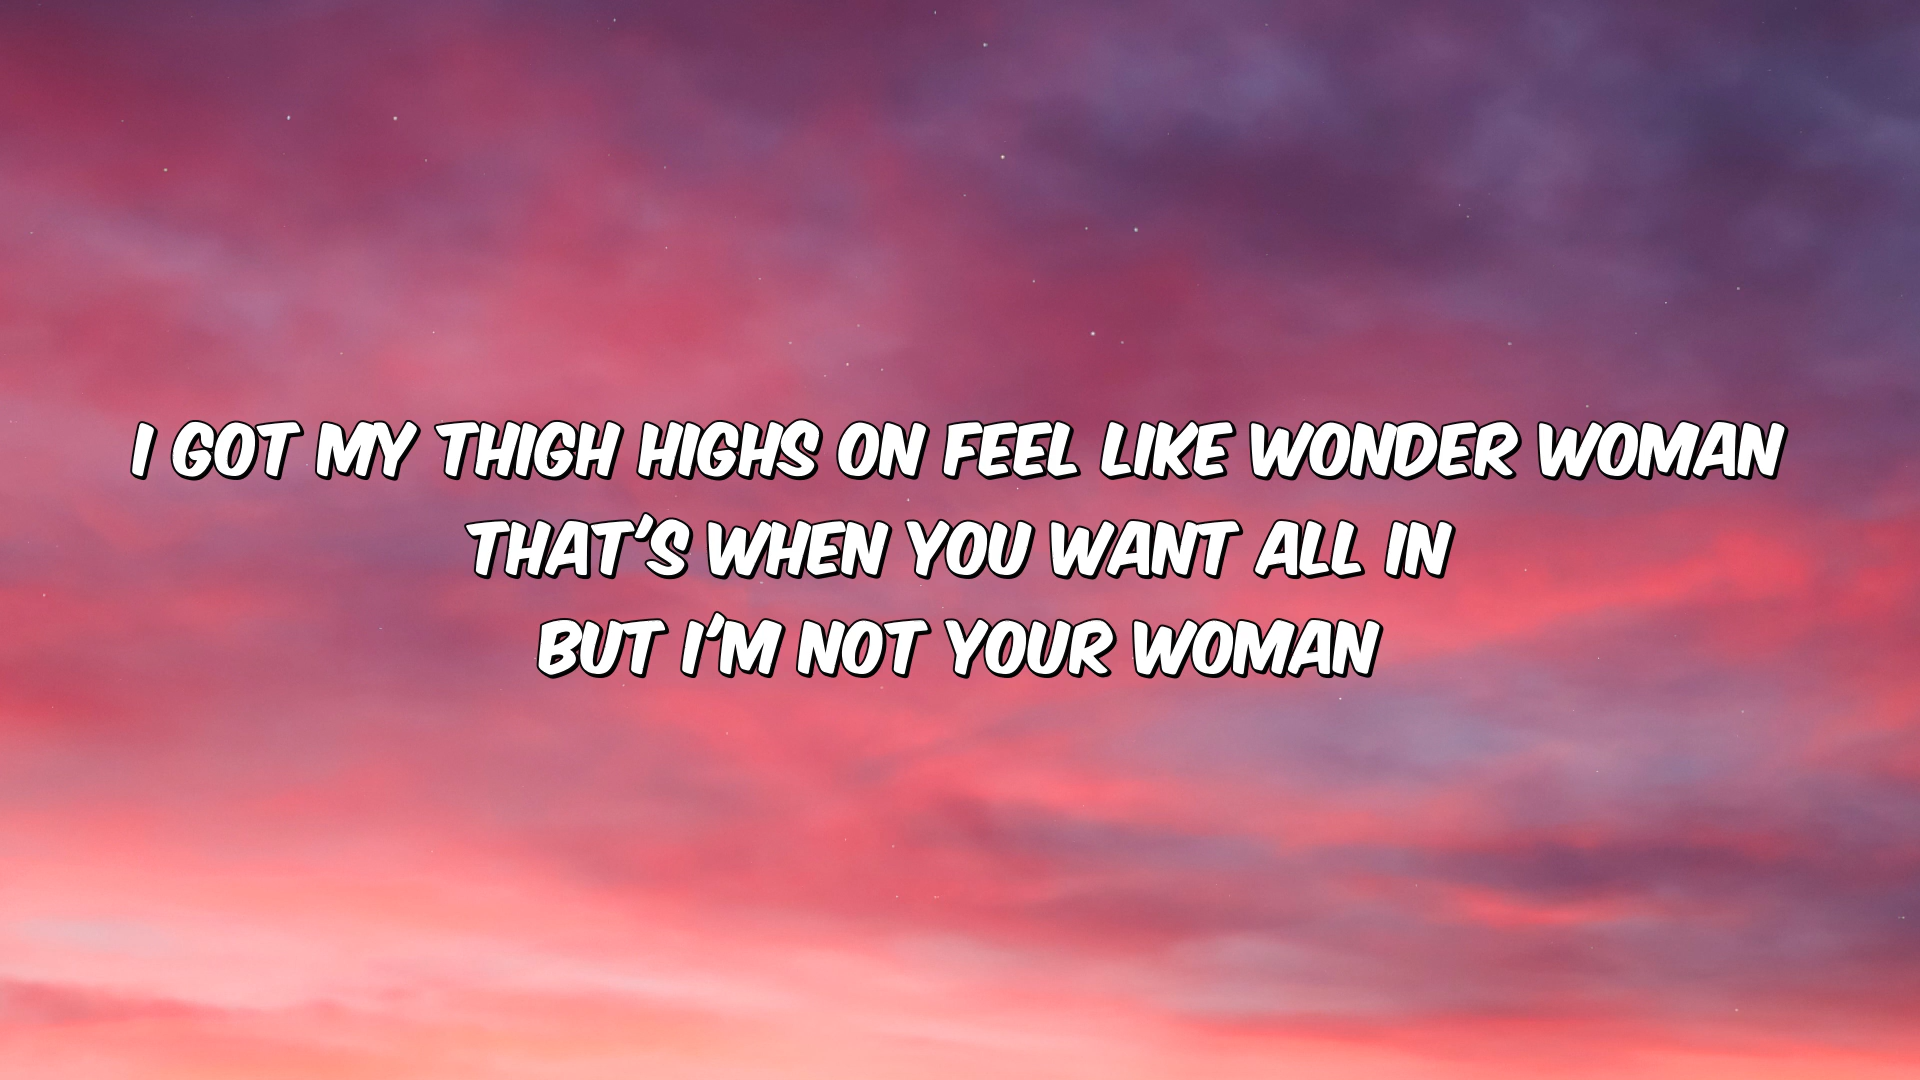 I GOT MY THIGH HIGHS ON FEEL LIKE WONDER WOMAN
THAT'S WHEN YOU WANT ALL IN
BUT I'M NOT YOUR WOMAN